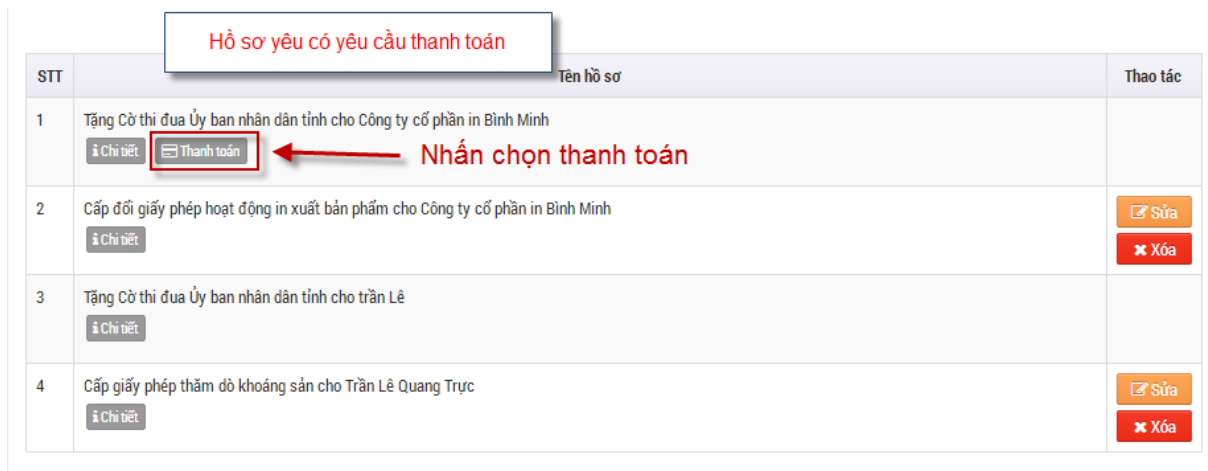 Hồ sơ yêu có yêu cầu thanh toán
STT Tên hồ sơ Thao tác
1 Tặng Cờ thi đua Ủy ban nhân dân tỉnh cho Công ty cổ phần in Bình Minh
i Chi tiết Thanh toán Nhấn chọn thanh toán
2 Cấp đổi giấy phép hoạt động in xuất bản phẩm cho Công ty cổ phần in Bình Minh Sửa
i Chi tiết Xóa
3 Tặng Cờ thi đua Ủy ban nhân dân tỉnh cho trần Lê
i Chi tiết
4 Cấp giấy phép thăm dò khoáng sản cho Trần Lê Quang Trực Sửa
i Chi tiết Xóa